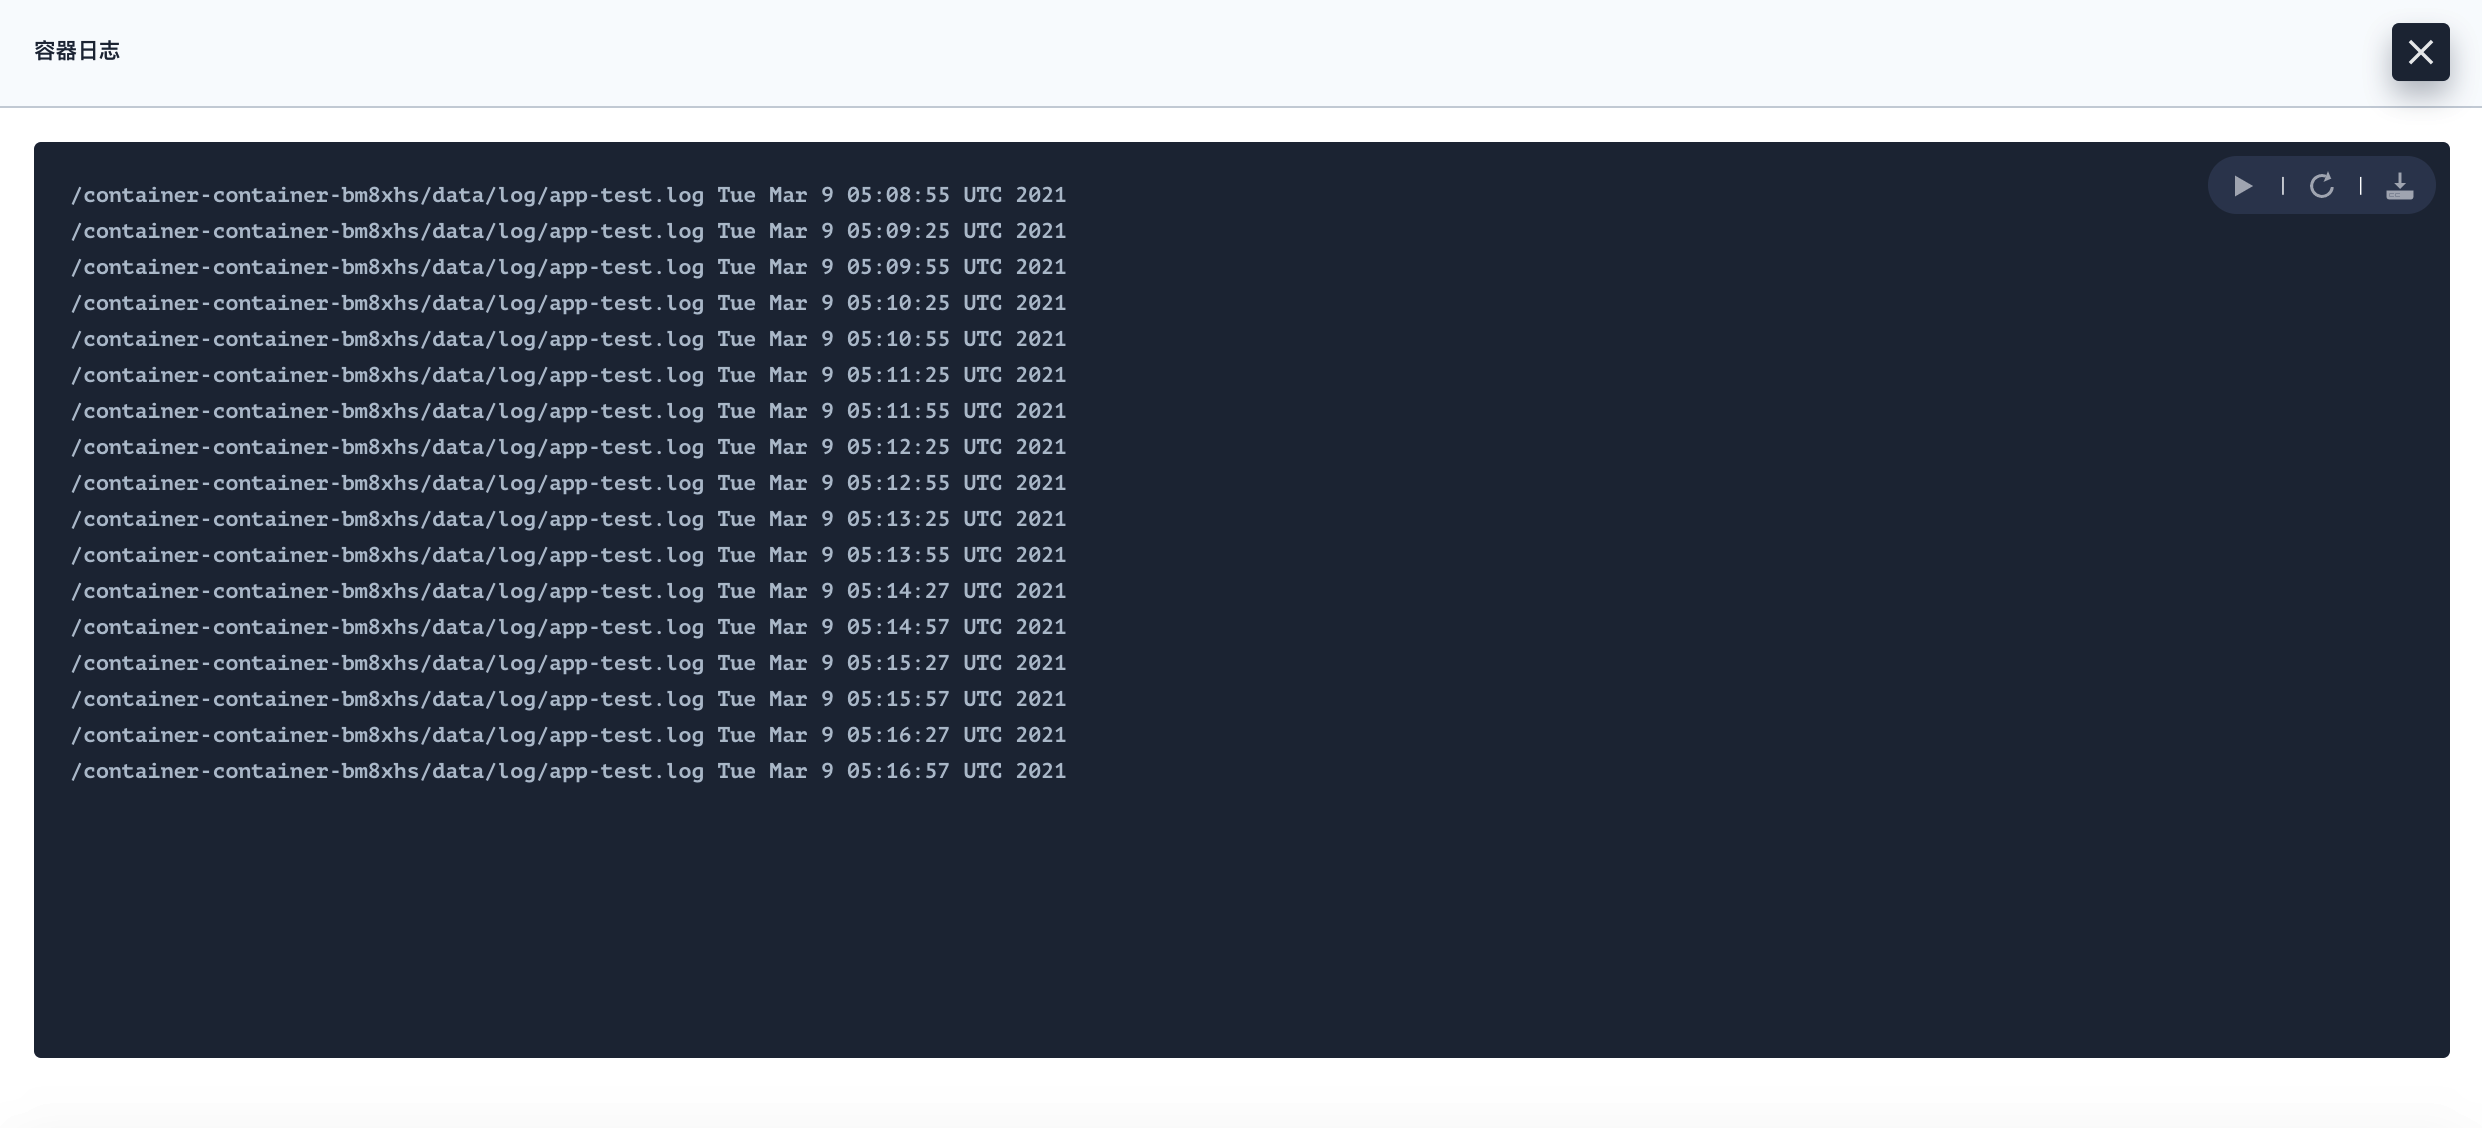 容器日志
/container-container-bm8xhs/data/log/app-test.log Tue Mar 9 05:08:55 UTC 2021
/container-container-bm8xhs/data/log/app-test.log Tue Mar 9 05:09:25 UTC 2021
/container-container-bm8xhs/data/log/app-test.log Tue Mar 9 05:09:55 UTC 2021
/container-container-bm8xhs/data/log/app-test.log Tue Mar 9 05:10:25 UTC 2021
/container-container-bm8xhs/data/log/app-test.log Tue Mar 9 05:10:55 UTC 2021
/container-container-bm8xhs/data/log/app-test.log Tue Mar 9 05:11:25 UTC 2021
/container-container-bm8xhs/data/log/app-test.log Tue Mar 9 05:11:55 UTC 2021
/container-container-bm8xhs/data/log/app-test.log Tue Mar 9 05:12:25 UTC 2021
/container-container-bm8xhs/data/log/app-test.log Tue Mar 9 05:12:55 UTC 2021
/container-container-bm8xhs/data/log/app-test.log Tue Mar 9 05:13:25 UTC 2021
/container-container-bm8xhs/data/log/app-test.log Tue Mar 9 05:13:55 UTC 2021
/container-container-bm8xhs/data/log/app-test.log Tue Mar 9 05:14:27 UTC 2021
/container-container-bm8xhs/data/log/app-test.log Tue Mar 9 05:14:57 UTC 2021
/container-container-bm8xhs/data/log/app-test.log Tue Mar 9 05:15:27 UTC 2021
/container-container-bm8xhs/data/log/app-test.log Tue Mar 9 05:15:57 UTC 2021
/container-container-bm8xhs/data/log/app-test.log Tue Mar 9 05:16:27 UTC 2021
/container-container-bm8xhs/data/log/app-test.log Tue Mar 9 05:16:57 UTC 2021